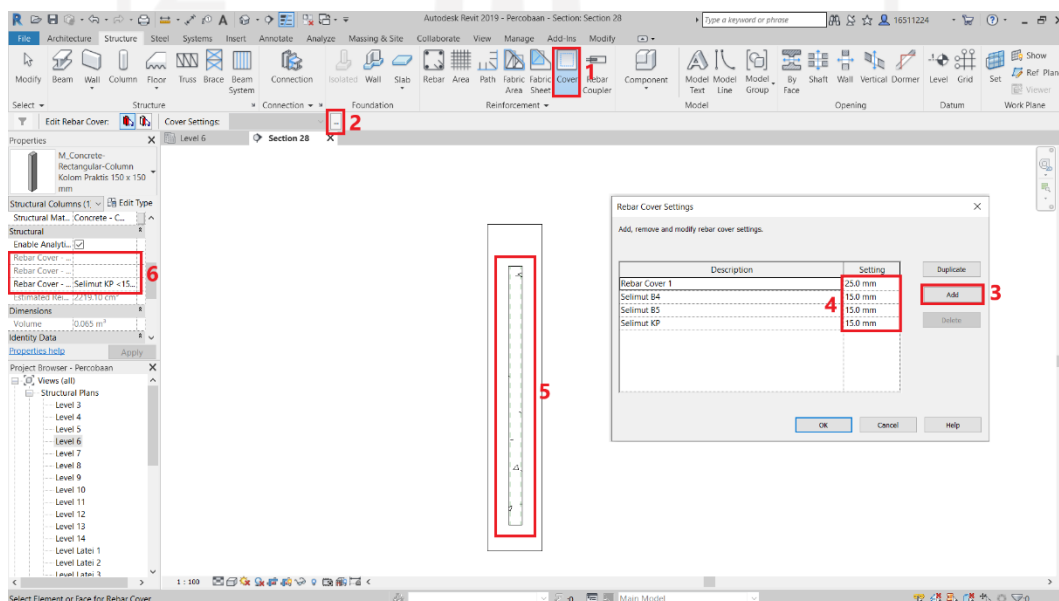 Autodesk Revit 2019 - Percobaan - Section: Section 28
Type a keyword or phrase
16511224
File Architecture Structure Steel Systems Insert Annotate Analyze Massing & Site Collaborate View Manage Add-Ins Modify
Modify Beam Wall Column Floor Truss Brace Beam System Connection Isolated Wall Slab Rebar Area Path Fabric Area Fabric Sheet Cover Rebar Coupler Component Model Text Model Line Model Group By Face Shaft Wall Vertical Dormer Level Grid Set Show Ref Plan Viewer
1
Select Structure Connection Foundation Reinforcement Model Opening Datum Work Plane
Edit Rebar Cover: Cover Settings: ... 2
Properties X Level 6 Section 28 X
M_Concrete-
Rectangular-Column
Kolom Praktis 150 x 150
mm
Structural Columns (1) Edit Type
Structural Mat... Concrete - C...
Structural
Enable Analyti...
Rebar Cover - ...
Rebar Cover - ...
Rebar Cover - ... Selimut KP <15...
6
Estimated Rei... 2219.10 cm³
Dimensions
Volume 0.065 m³
Identity Data
Properties help Apply
Project Browser - Percobaan X
Views (all)
Structural Plans
Level 3
Level 4
Level 5
Level 6
Level 7
Level 8
Level 9
Level 10
Level 11
Level 12
Level 13
Level 14
Level Latei 1
Level Latei 2
Level Latei 3
5
Rebar Cover Settings X
Add, remove and modify rebar cover settings.
Description Setting
Rebar Cover 1 25.0 mm
Selimut B4 15.0 mm
Selimut B5 15.0 mm
Selimut KP 15.0 mm
4
Duplicate
Add 3
Delete
OK Cancel Help
1 : 100
Select Element or Face for Rebar Cover
:0 Main Model
:0